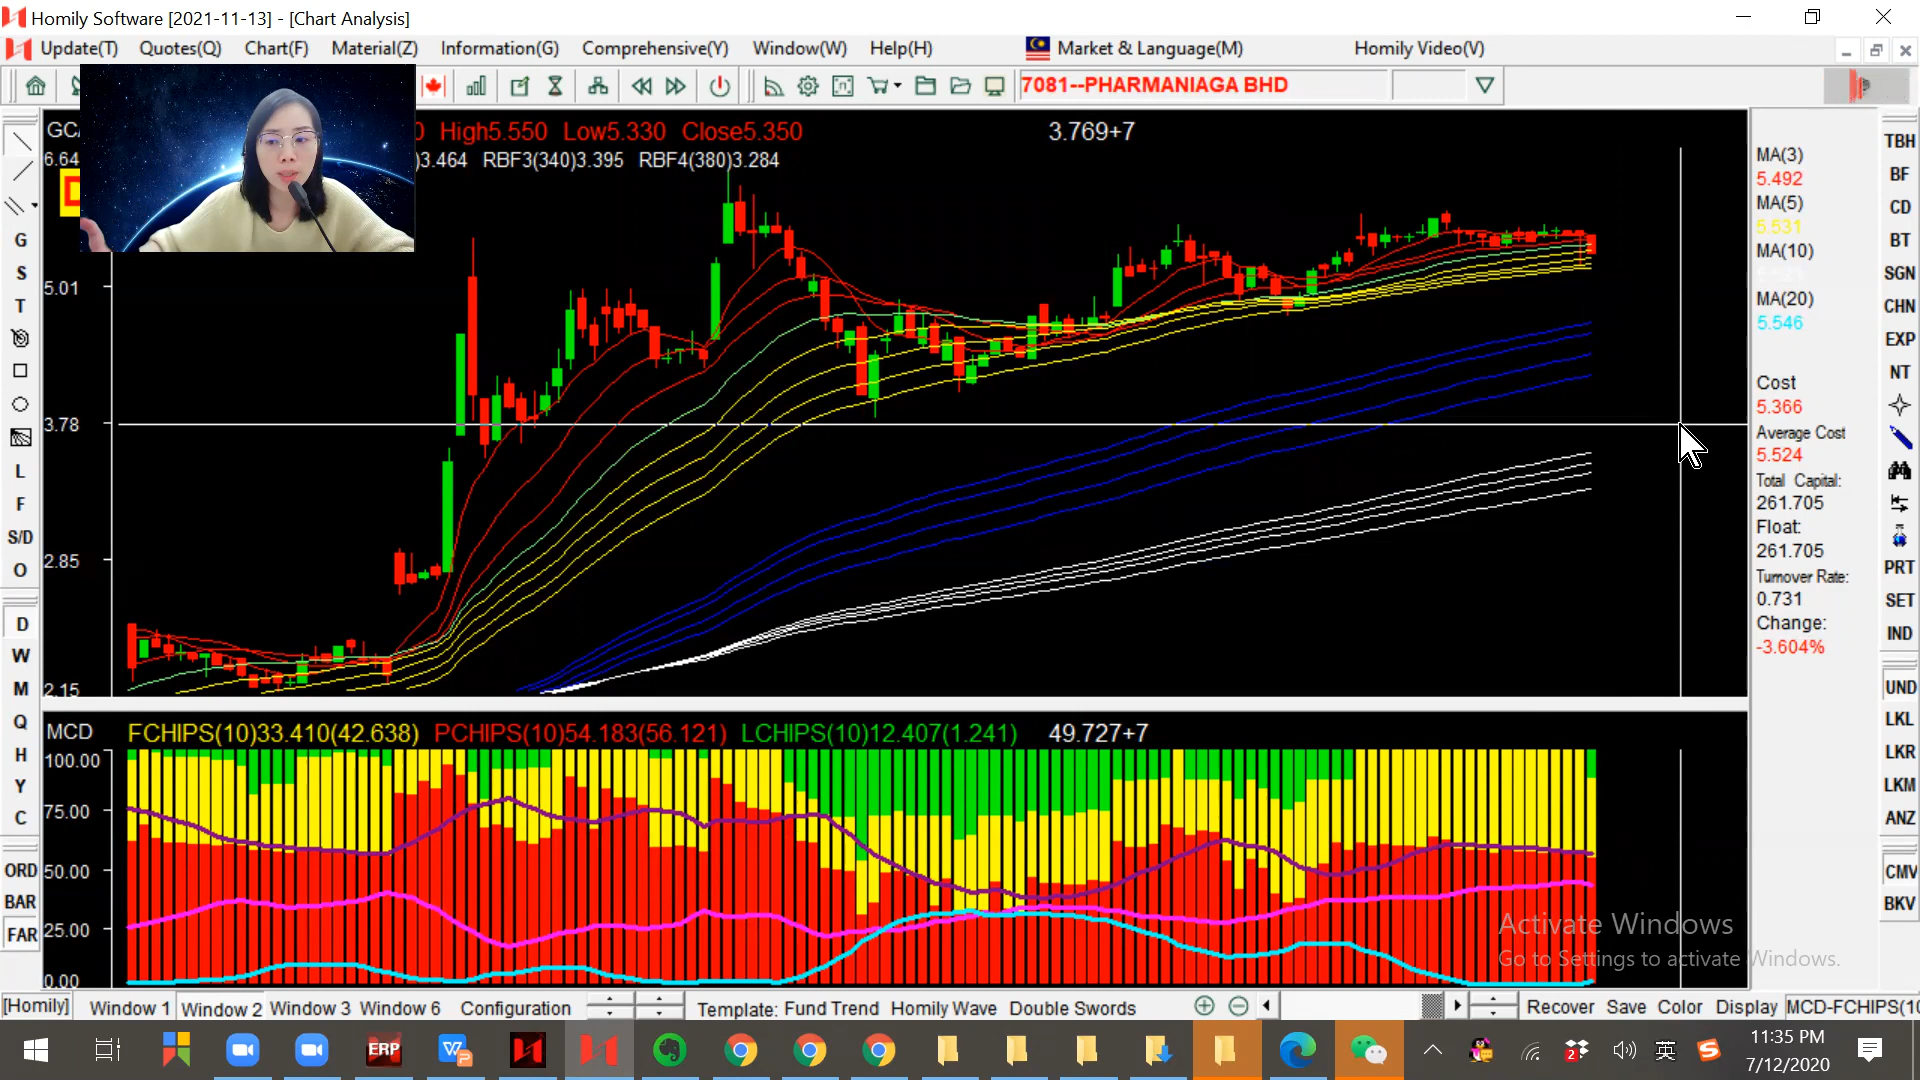 Homily Software [2021-11-13] - [Chart Analysis]
Update(T) Quotes(Q) Chart(F) Material(Z) Information(G) Comprehensive(Y) Window(W) Help(H) Market & Language(M) Homily Video(V)
7081--PHARMANIAGA BHD
High5.550 Low5.330 Close5.350 3.769+7
6.64 )3.464 RBF3(340)3.395 RBF4(380)3.284
5.01
3.78
2.85
2.15
MA(3)
5.492
MA(5)
5.531
MA(10)
MA(20)
5.546
Cost
5.366
Average Cost
5.524
Total Capital:
261.705
Float:
261.705
Turnover Rate:
0.731
Change:
-3.604%
G
S
T
L
F
S/D
O
D
W
M
Q
H
Y
C
ORD
BAR
FAR
TBH
BF
CD
BT
SGN
CHN
EXP
NT
PRT
SET
IND
UND
LKL
LKR
LKM
ANZ
CMV
BKV
MCD FCHIPS(10)33.410(42.638) PCHIPS(10)54.183(56.121) LCHIPS(10)12.407(1.241) 49.727+7
100.00
75.00
50.00
25.00
0.00
Activate Windows
Go to Settings to activate Windows.
[Homily] Window 1 Window 2 Window 3 Window 6 Configuration Template: Fund Trend Homily Wave Double Swords Recover Save Color Display MCD-FCHIPS(10
ERP
英
11:35 PM
7/12/2020